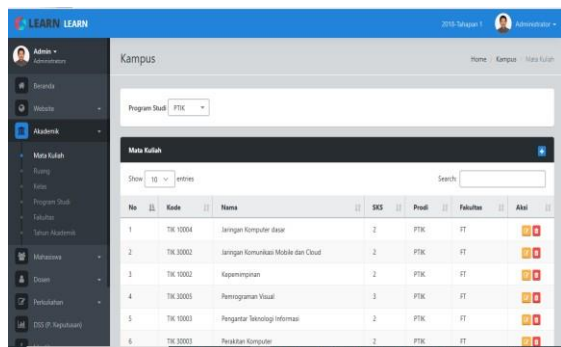 LEARN LEARN
2018-Tahapan 1
Administrator
Admin
Administrators
Kampus
Home / Kampus / Mata Kuliah
Beranda
Website
Akademik
Mata Kuliah
Ruang
Kelas
Program Studi
Fakultas
Tahun Akademik
Mahasiswa
Dosen
Perkuliahan
DSS (P. Keputusan)
Program Studi PTIK
Mata Kuliah
Show 10 entries
Search:
No Kode Nama SKS Prodi Fakultas Aksi
1 TIK 10004 Jaringan Komputer dasar 2 PTIK FT
2 TIK 30002 Jaringan Komunikasi Mobile dan Cloud 2 PTIK FT
3 TIK 10002 Kepemimpinan 2 PTIK FT
4 TIK 30005 Pemrograman Visual 3 PTIK FT
5 TIK 10003 Pengantar Teknologi Informasi 2 PTIK FT
6 TIK 30003 Perakitan Komputer 2 PTIK FT